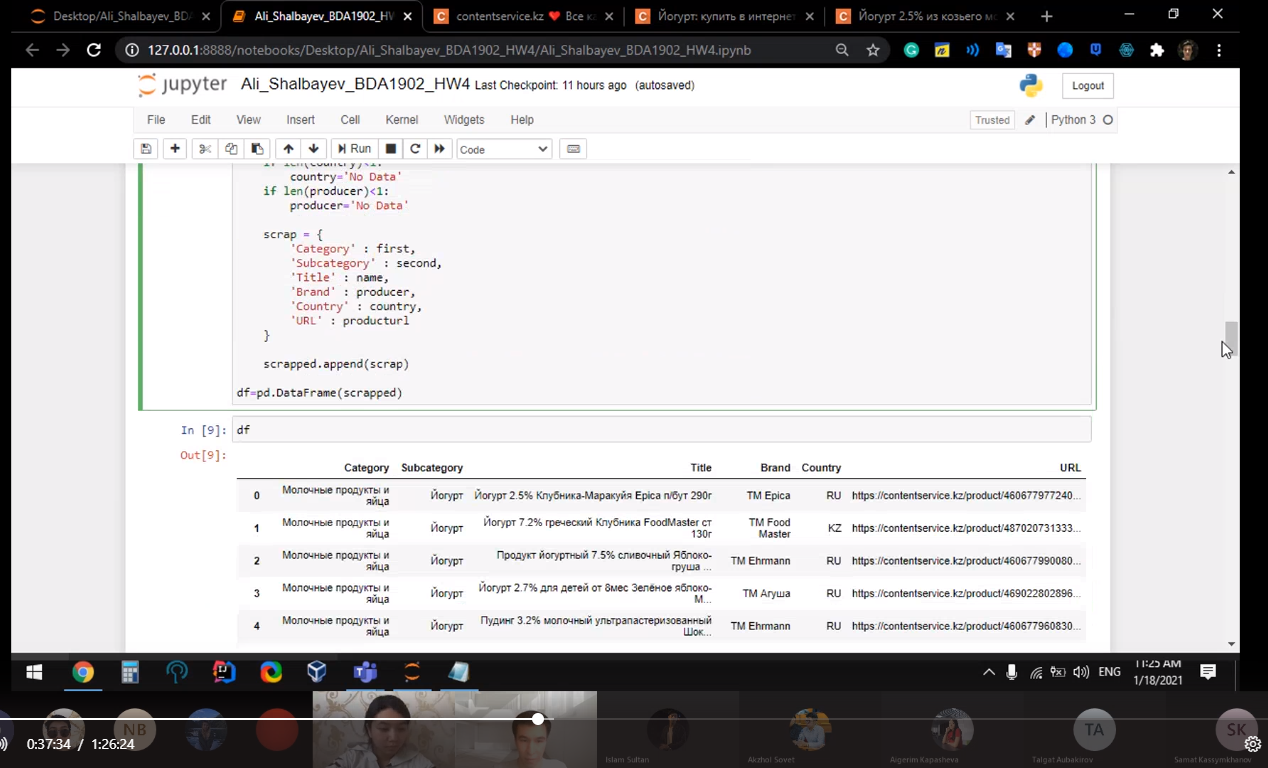 Desktop/Ali_Shalbayev_BDA
Ali_Shalbayev_BDA1902_HW
contentservice.kz ❤ Все к
Йогурт: купить в интернет
Йогурт 2.5% из козьего м
127.0.0.1:8888/notebooks/Desktop/Ali_Shalbayev_BDA1902_HW4/Ali_Shalbayev_BDA1902_HW4.ipynb
jupyter Ali_Shalbayev_BDA1902_HW4 Last Checkpoint: 11 hours ago (autosaved)
Logout
File Edit View Insert Cell Kernel Widgets Help
Trusted
Python 3
Run
Code
if len(country)<1:
country='No Data'
if len(producer)<1:
producer='No Data'
scrap = {
'Category' : first,
'Subcategory' : second,
'Title' : name,
'Brand' : producer,
'Country' : country,
'URL' : producturl
}
scrapped.append(scrap)
df=pd.DataFrame(scrapped)
In [9]: df
Out[9]:
Category Subcategory Title Brand Country URL
0 Молочные продукты и яйца Йогурт Йогурт 2.5% Клубника-Маракуйя Epica п/бут 290г ТМ Epica RU https://contentservice.kz/product/460677977240...
1 Молочные продукты и яйца Йогурт Йогурт 7.2% греческий Клубника FoodMaster ст 130г ТМ Food Master KZ https://contentservice.kz/product/487020731333...
2 Молочные продукты и яйца Йогурт Продукт йогуртный 7.5% сливочный Яблоко-груша ... ТМ Ehrmann RU https://contentservice.kz/product/460677990080...
3 Молочные продукты и яйца Йогурт Йогурт 2.7% для детей от 8мес Зелёное яблоко-М... ТМ Агуша RU https://contentservice.kz/product/469022802896...
4 Молочные продукты и яйца Йогурт Пудинг 3.2% молочный ультрапастеризованный Шок... ТМ Ehrmann RU https://contentservice.kz/product/460677960830...
ENG
11:25 AM
1/18/2021
NB
TA
SK
0:37:34 / 1:26:24
Islam Sultan
Akzhol Sovet
Aigerim Kapasheva
Talgat Aubakirov
Samat Kassymkhanov